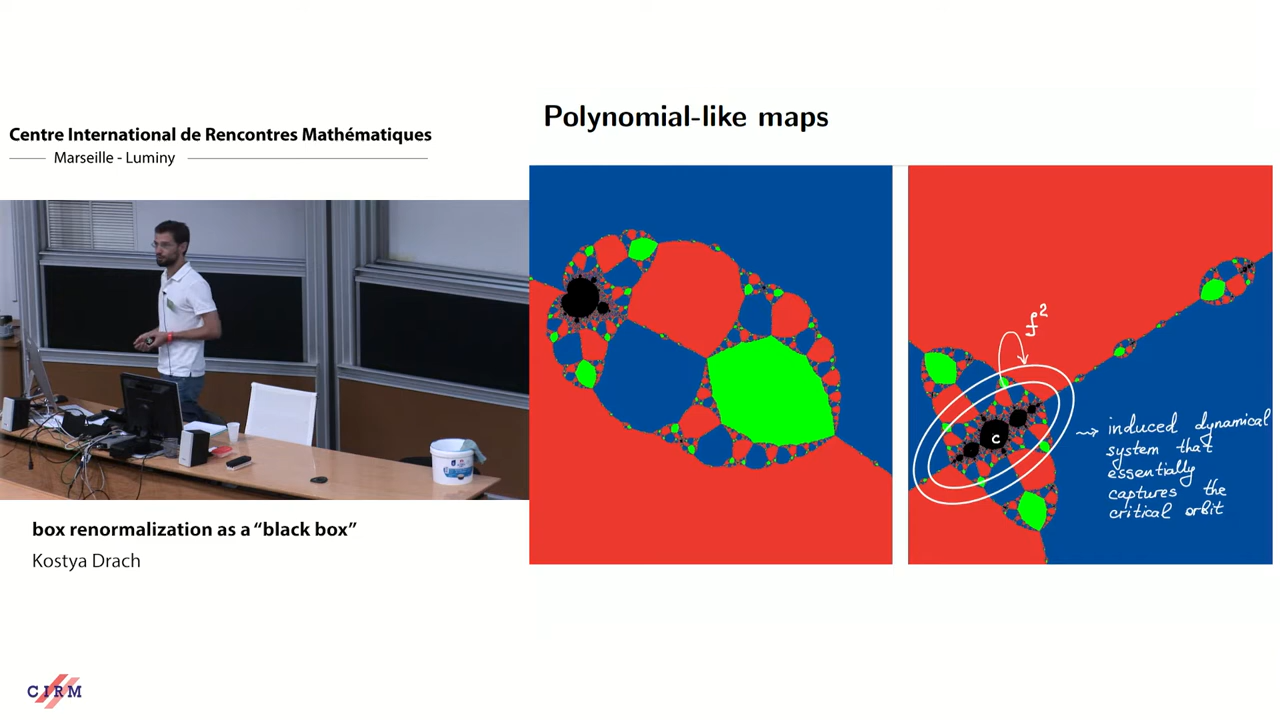 Centre International de Rencontres Mathématiques
Marseille - Luminy
box renormalization as a “black box”
Kostya Drach
CIRM
Polynomial-like maps
f²
c
⇝ induced dynamical
system that
essentially
captures the
critical orbit